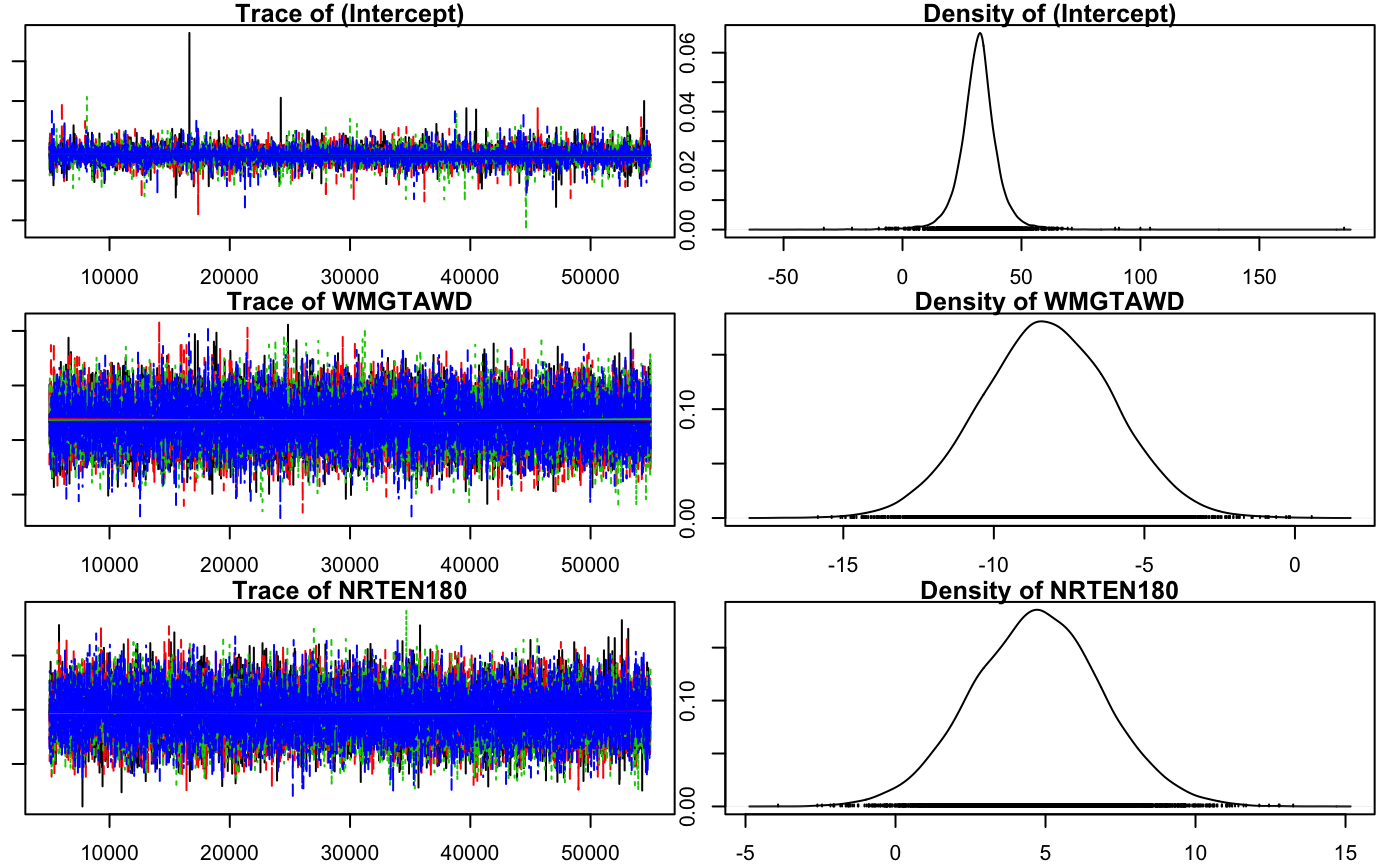 Trace of (Intercept)
10000 20000 30000 40000 50000
Density of (Intercept)
0.00 0.02 0.04 0.06
-50 0 50 100 150
Trace of WMGTAWD
10000 20000 30000 40000 50000
Density of WMGTAWD
0.00 0.10
-15 -10 -5 0
Trace of NRTEN180
10000 20000 30000 40000 50000
Density of NRTEN180
0.00 0.10
-5 0 5 10 15